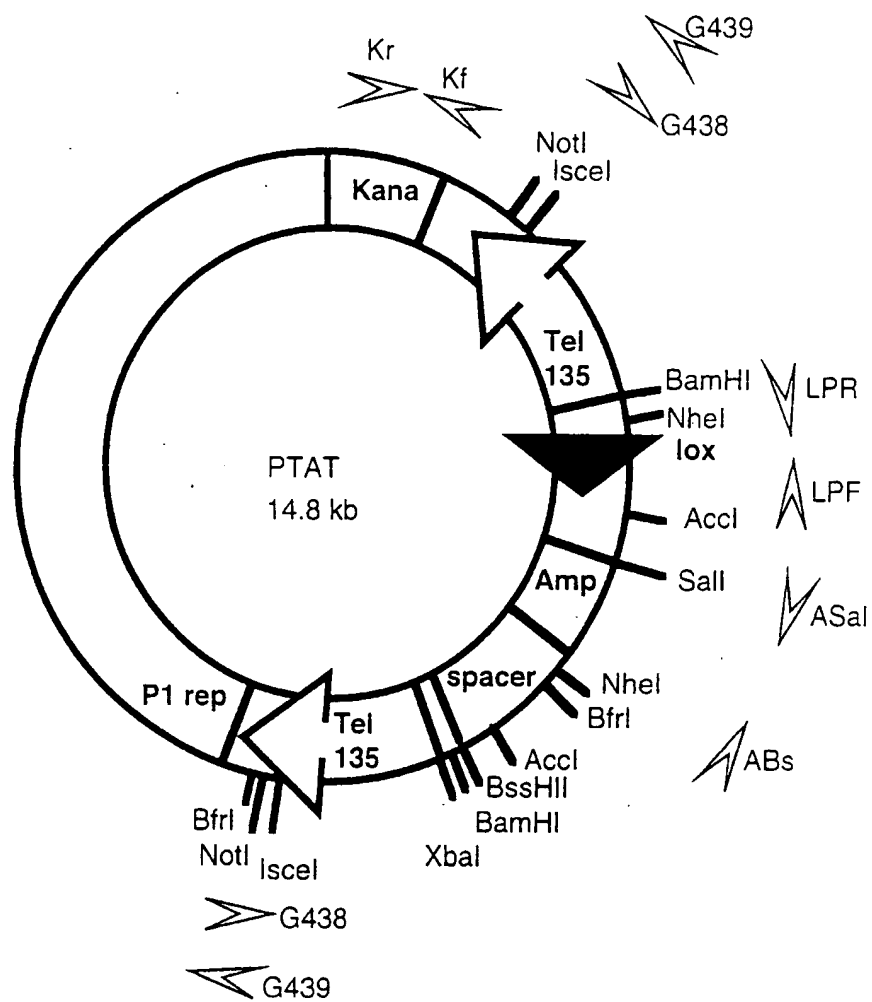 G439
Kr
Kf
G438
NotI
IsceI
Kana
Tel
135
BamHI
LPR
NheI
lox
PTAT
14.8 kb
LPF
AccI
SalI
Amp
ASal
spacer
NheI
P1 rep
BfrI
Tel
135
AccI
ABs
BssHII
BfrI
BamHI
NotI
XbaI
IsceI
G438
G439